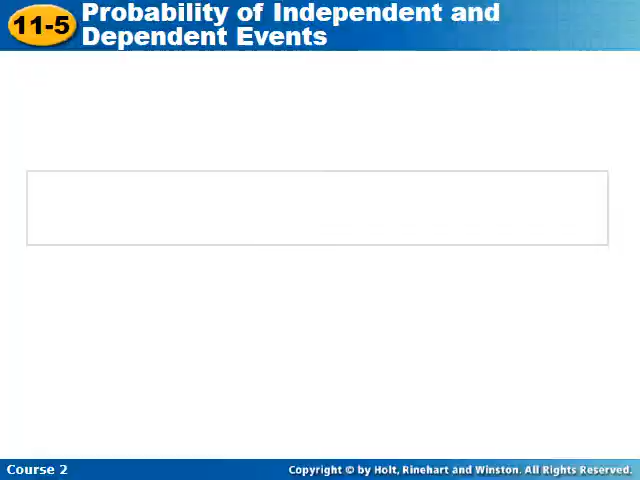 11-5
Probability of Independent and
Dependent Events
Course 2
Copyright © by Holt, Rinehart and Winston. All Rights Reserved.